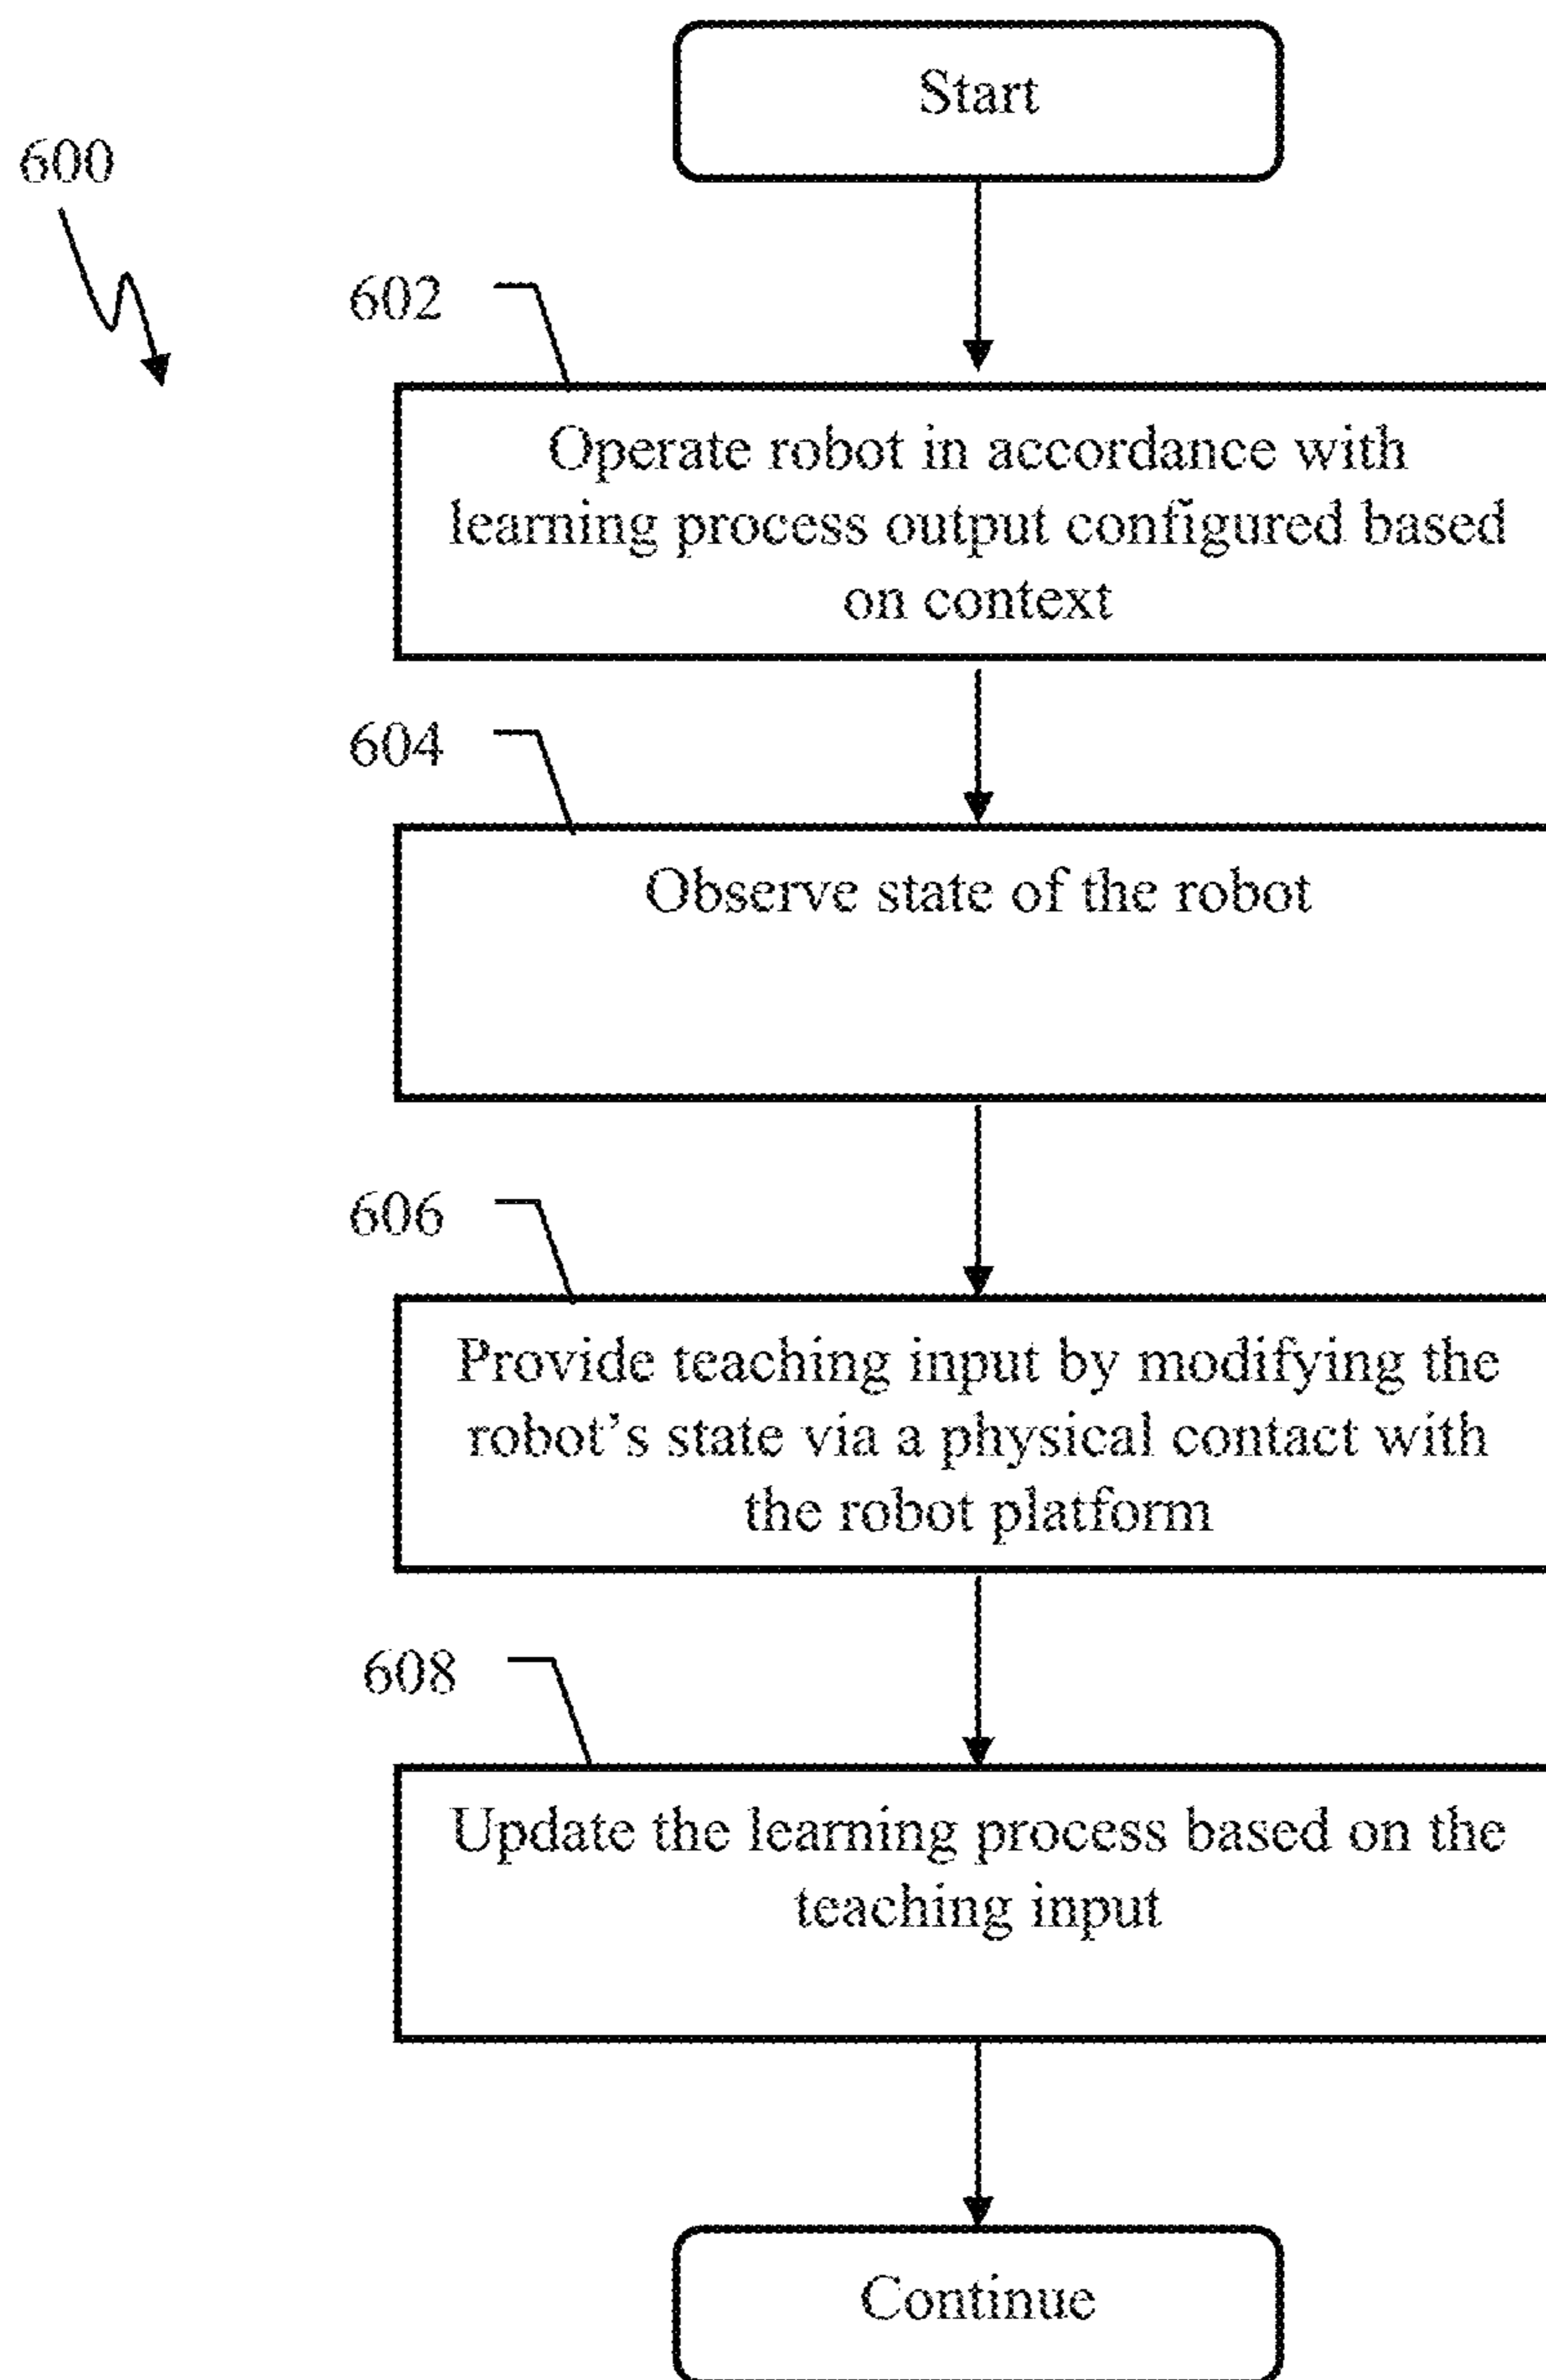 Start
600
602
Operate robot in accordance with
learning process output configured based
on context
604
Observe state of the robot
606
Provide teaching input by modifying the
robot's state via a physical contact with
the robot platform
608
Update the learning process based on the
teaching input
Continue